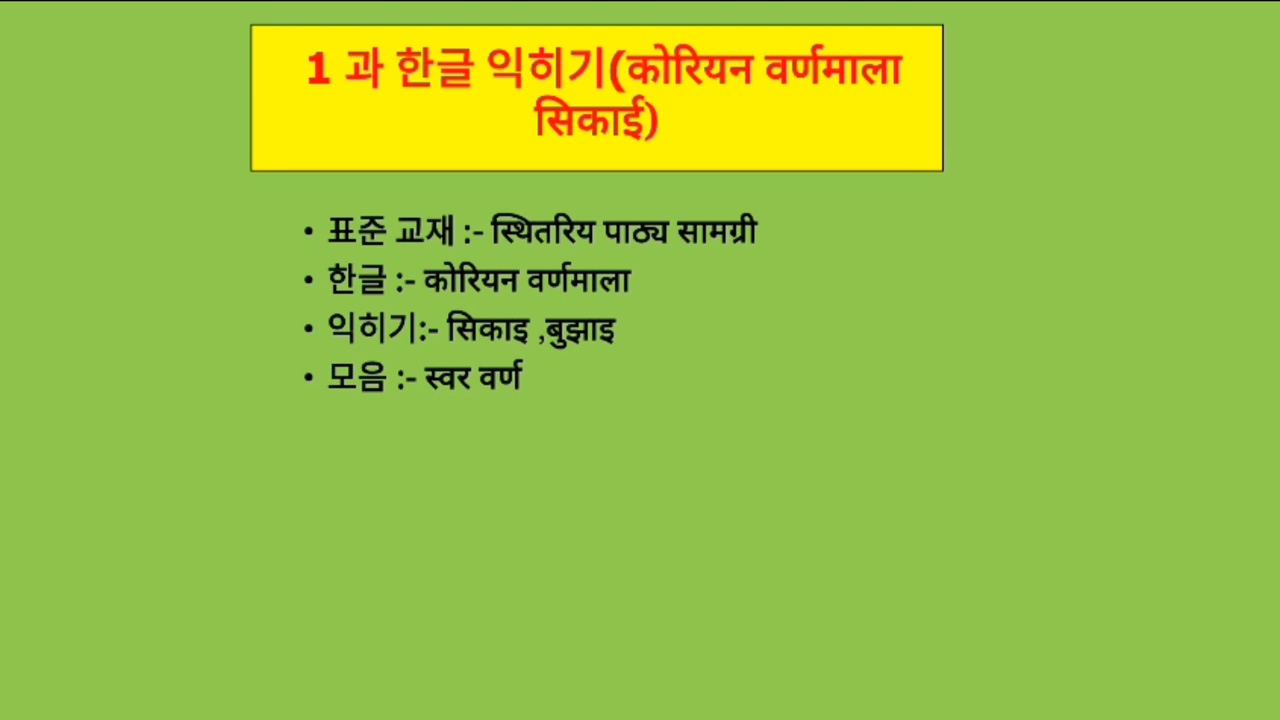 1 과 한글 익히기(कोरियन वर्णमाला
सिकाई)
• 표준 교재 :- स्थितरिय पाठ्य सामग्री
• 한글 :- कोरियन वर्णमाला
• 익히기:- सिकाइ ,बुझाइ
• 모음 :- स्वर वर्ण